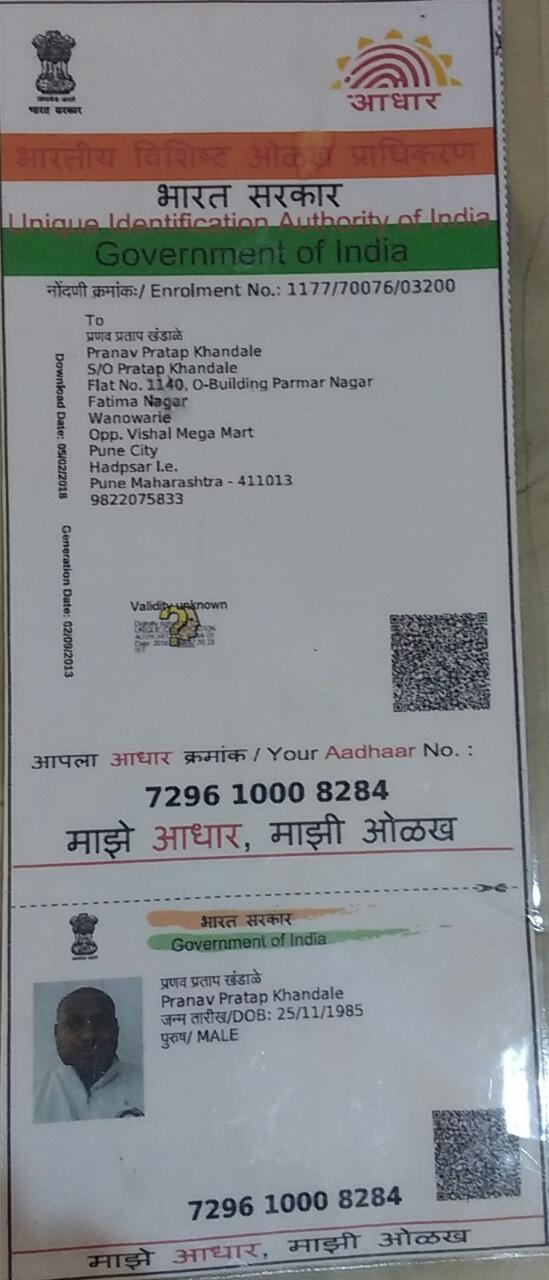 भारत सरकार
आधार
भारतीय विशिष्ट ओळख प्राधिकरण
भारत सरकार
Unique Identification Authority of India
Government of India
नोंदणी क्रमांकः/ Enrolment No.: 1177/70076/03200
To
प्रणव प्रताप खंडाळे
Pranav Pratap Khandale
S/O Pratap Khandale
Flat No. 1140, O-Building Parmar Nagar
Fatima Nagar
Wanowarie
Opp. Vishal Mega Mart
Pune City
Hadpsar I.e.
Pune Maharashtra - 411013
9822075833
Download Date: 05/02/2018
Generation Date: 02/09/2013
Validity unknown
आपला आधार क्रमांक / Your Aadhaar No. :
7296 1000 8284
माझे आधार, माझी ओळख
भारत सरकार
Government of India
प्रणव प्रताप खंडाळे
Pranav Pratap Khandale
जन्म तारीख/DOB: 25/11/1985
पुरुष/ MALE
7296 1000 8284
माझे आधार, माझी ओळख